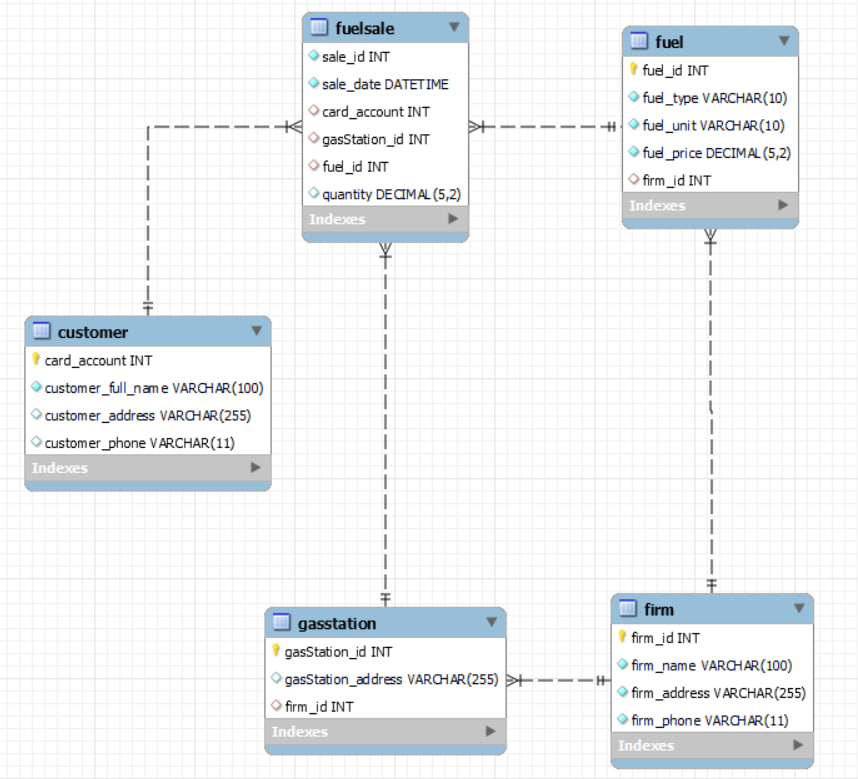 fuelsale
sale_id INT
sale_date DATETIME
card_account INT
gasStation_id INT
fuel_id INT
quantity DECIMAL(5,2)
Indexes
fuel
fuel_id INT
fuel_type VARCHAR(10)
fuel_unit VARCHAR(10)
fuel_price DECIMAL(5,2)
firm_id INT
Indexes
customer
card_account INT
customer_full_name VARCHAR(100)
customer_address VARCHAR(255)
customer_phone VARCHAR(11)
Indexes
gasstation
gasStation_id INT
gasStation_address VARCHAR(255)
firm_id INT
Indexes
firm
firm_id INT
firm_name VARCHAR(100)
firm_address VARCHAR(255)
firm_phone VARCHAR(11)
Indexes